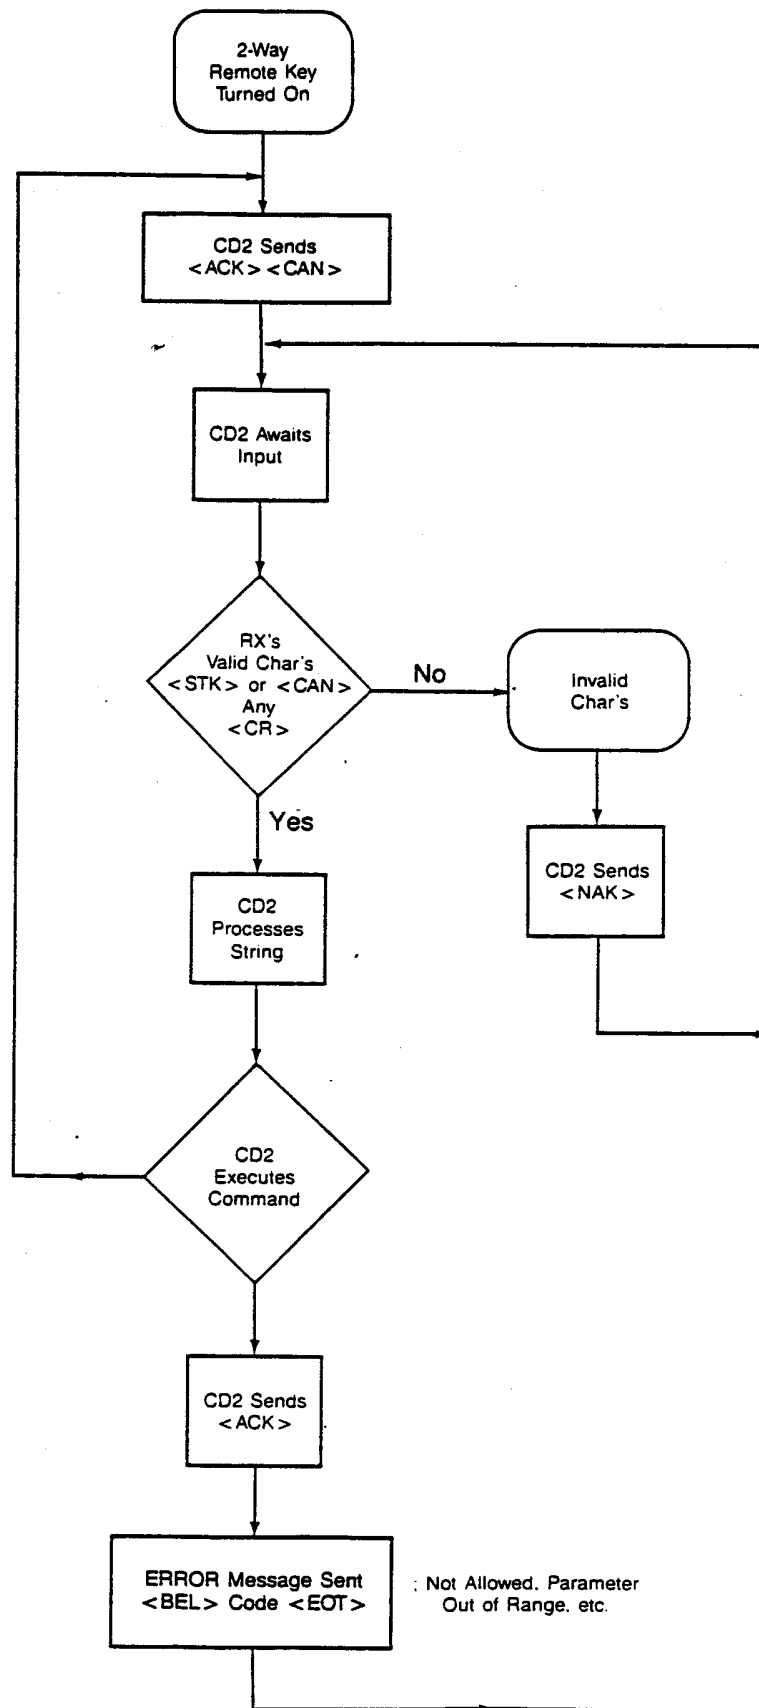 2-Way
Remote Key
Turned On
CD2 Sends
<ACK><CAN>
CD2 Awaits
Input
RX's
Valid Char's
<STK> or <CAN>
Any
<CR>
No
Invalid
Char's
Yes
CD2 Sends
<NAK>
CD2
Processes
String
CD2
Executes
Command
CD2 Sends
<ACK>
ERROR Message Sent
<BEL> Code <EOT>
: Not Allowed. Parameter
Out of Range. etc.